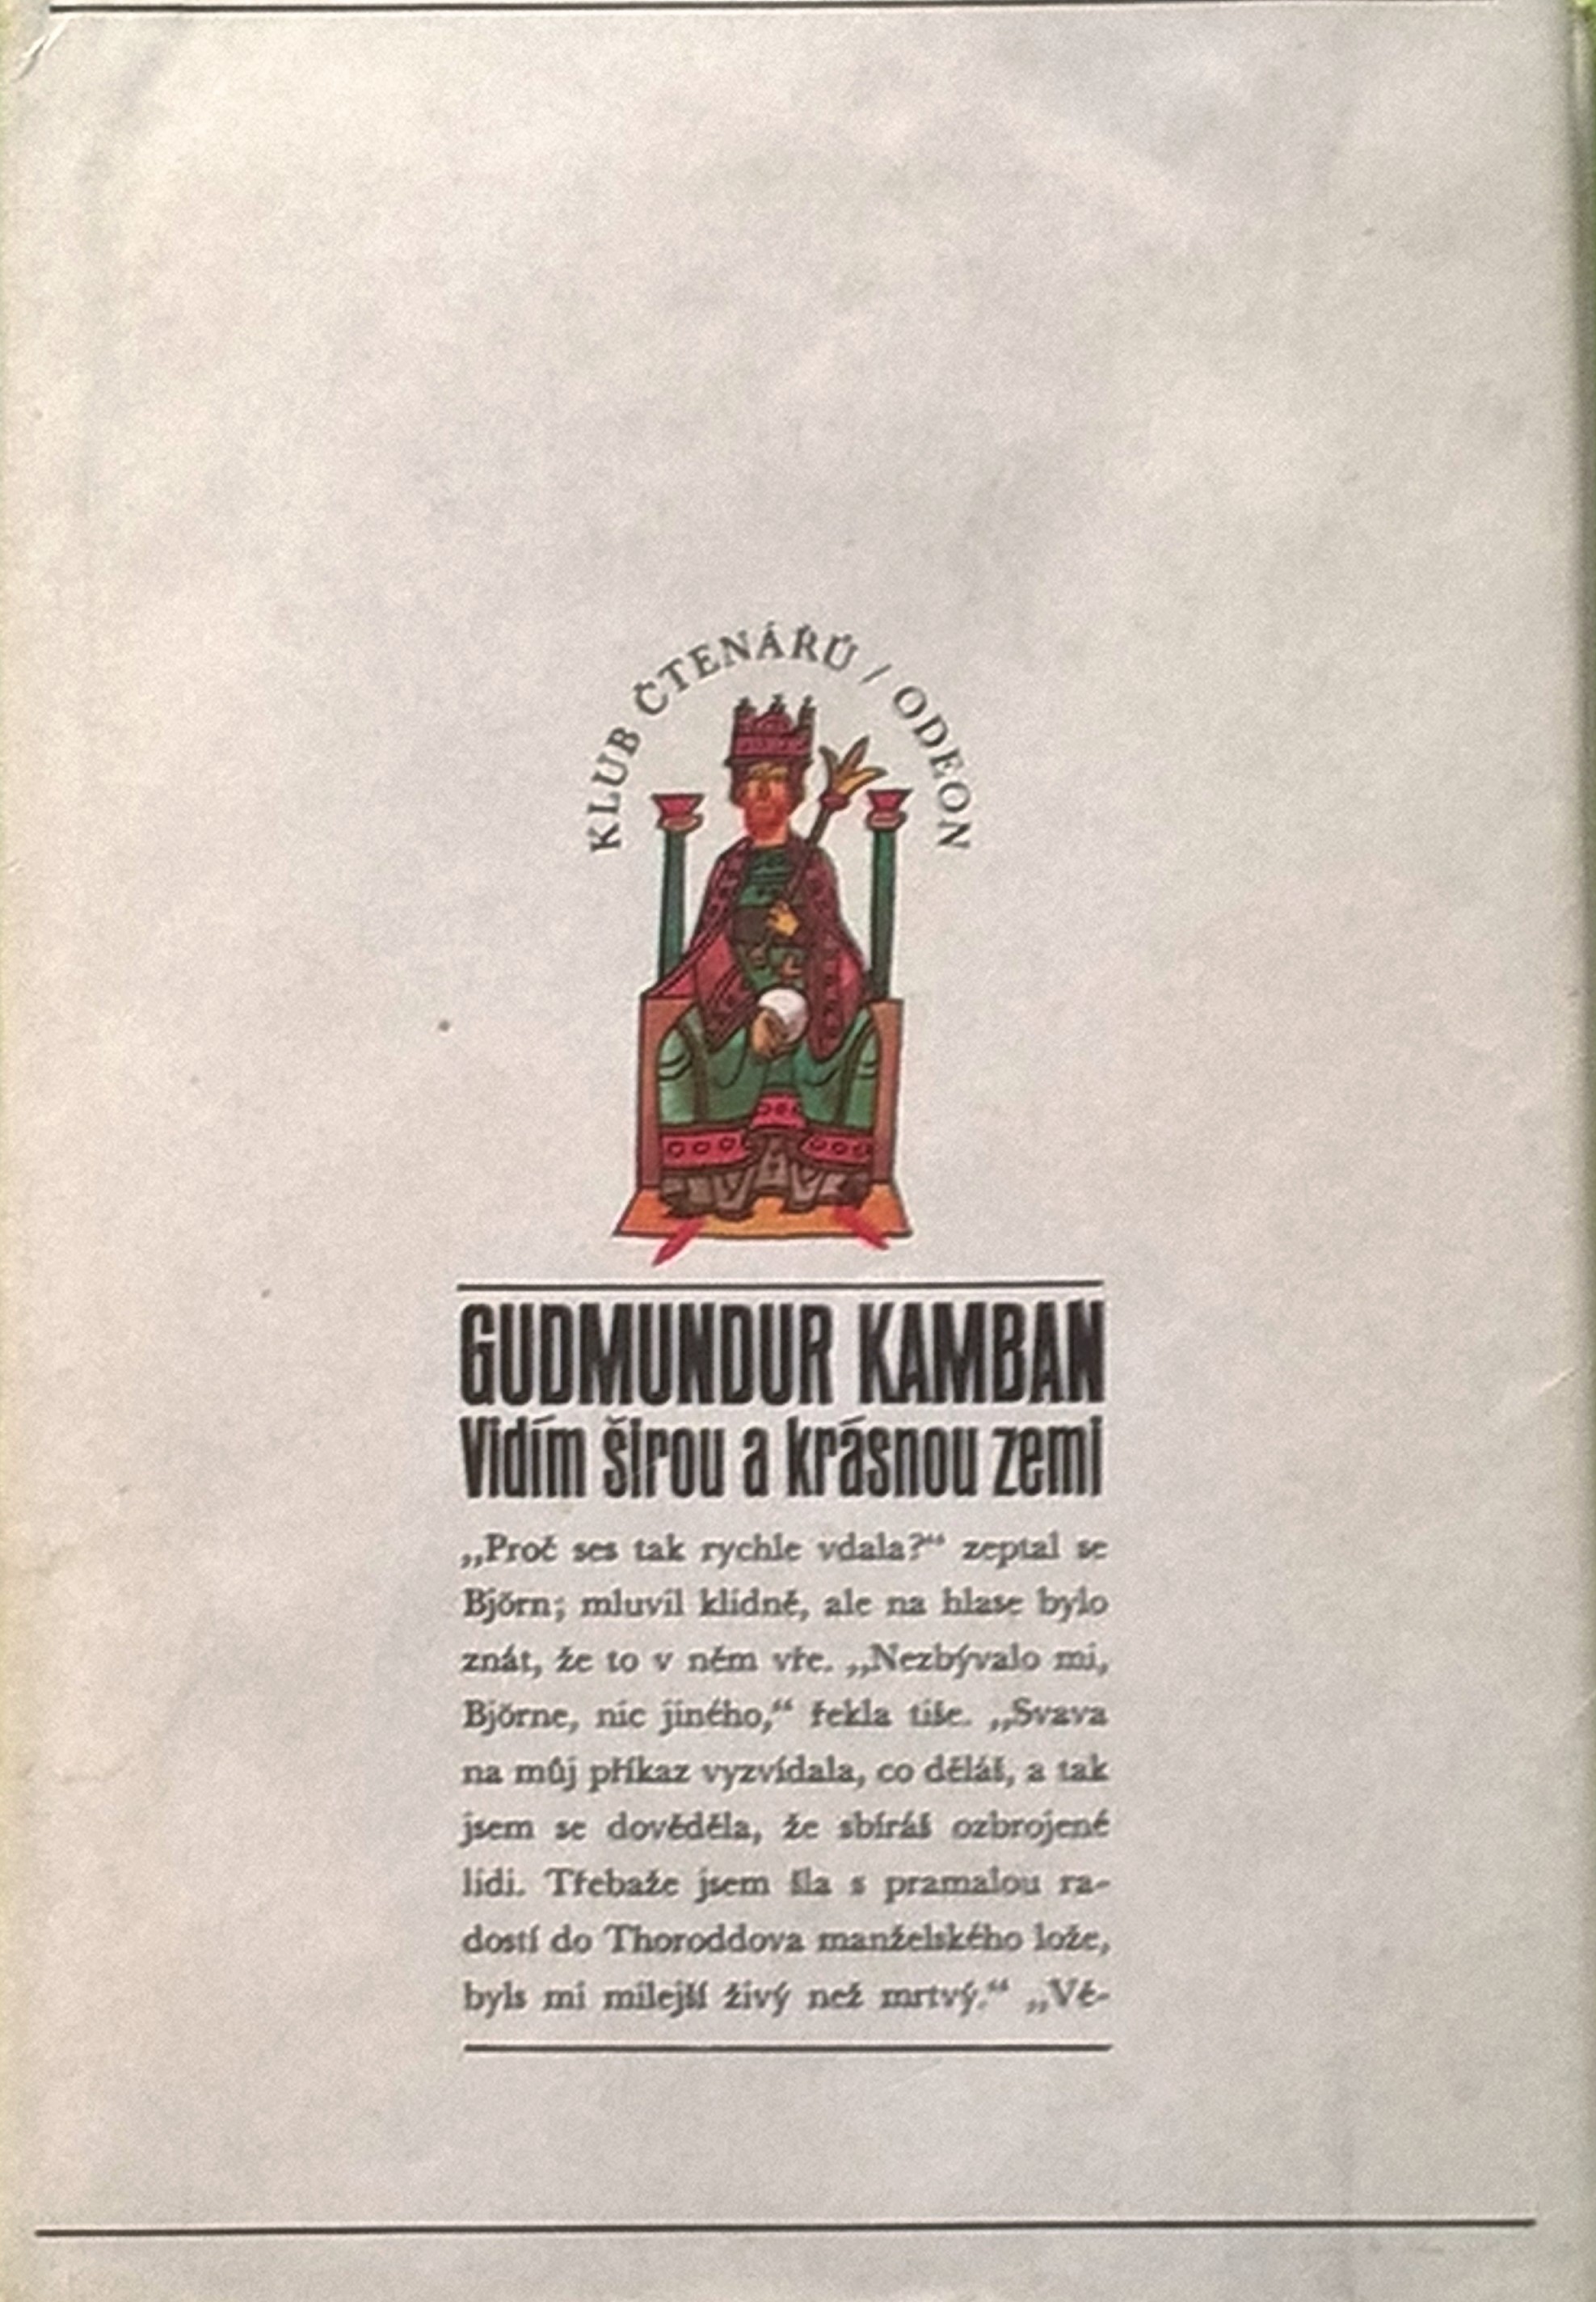 KLUB ČTENÁŘŮ / ODEON
GUDMUNDUR KAMBAN
Vidím širou a krásnou zemi
„Proč ses tak rychle vdala?“ zeptal se
Björn; mluvil klidně, ale na hlase bylo
znát, že to v něm vře. „Nezbývalo mi,
Björne, nic jiného,“ řekla tiše. „Svava
na můj příkaz vyzvídala, co děláš, a tak
jsem se dověděla, že sbíráš ozbrojené
lidi. Třebaže jsem šla s pramalou ra-
dostí do Thoroddova manželského lože,
byls mi milejší živý než mrtvý.“ „Vě-